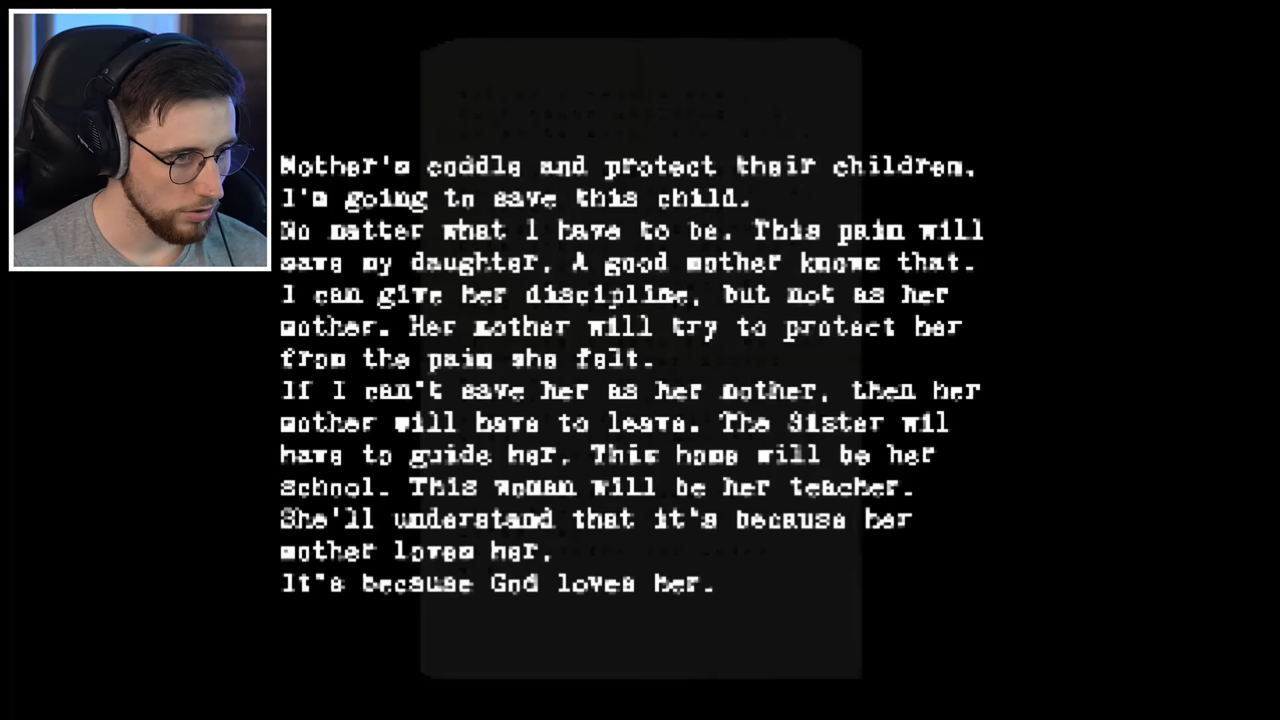 Mother's coddle and protect their children.
I'm going to save this child.
No matter what I have to be. This pain will
save my daughter. A good mother knows that.
I can give her discipline, but not as her
mother. Her mother will try to protect her
from the pain she felt.
If I can't save her as her mother, then her
mother will have to leave. The Sister wil
have to guide her. This home will be her
school. This woman will be her teacher.
She'll understand that it's because her
mother loves her.
It's because God loves her.